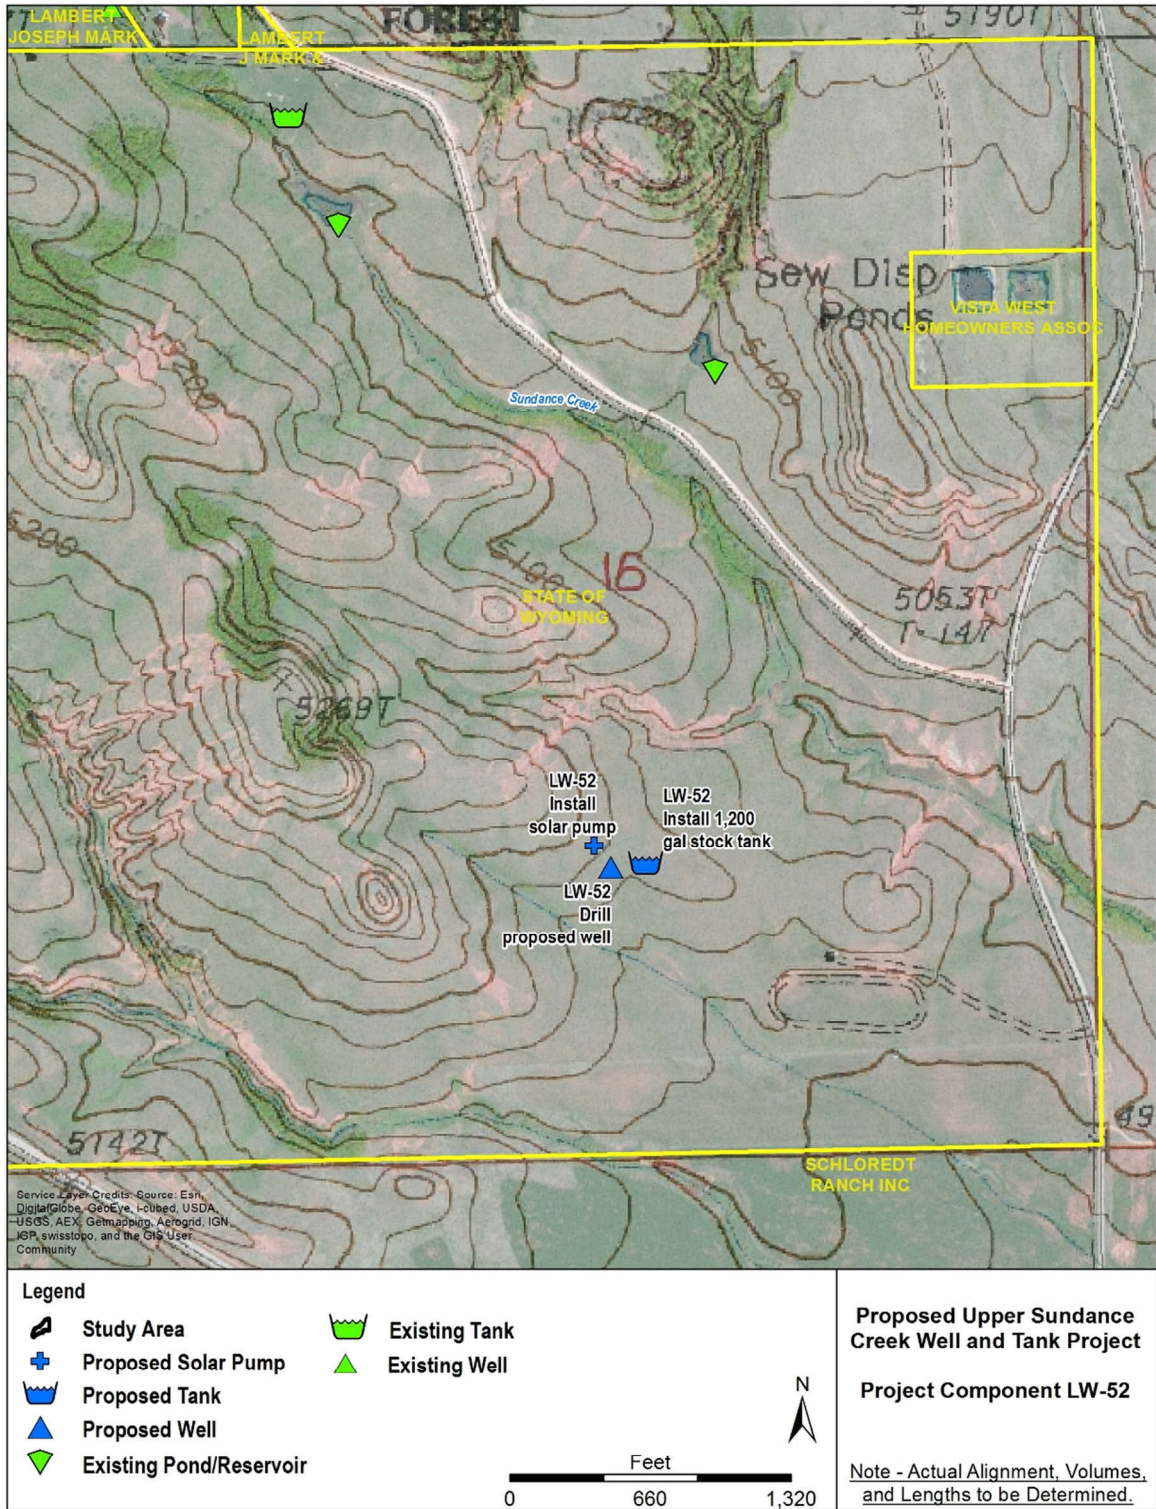 LAMBERT
JOSEPH MARK
LAMBERT
J MARK &
FOREST
5190T
Sew Disp
Ponds
VISTA WEST
HOMEOWNERS ASSOC
5200
5100
Sundance Creek
5200
5100
16
STATE OF
WYOMING
5053T
T-147
5269T
LW-52
Install
solar pump
LW-52
Install 1,200
gal stock tank
LW-52
Drill
proposed well
5142T
49
SCHLOREDT
RANCH INC
Service Layer Credits: Source: Esri,
DigitalGlobe, GeoEye, i-cubed, USDA,
USGS, AEX, Getmapping, Aerogrid, IGN,
IGP, swisstopo, and the GIS User
Community
Legend
Study Area
Proposed Solar Pump
Proposed Tank
Proposed Well
Existing Pond/Reservoir
Existing Tank
Existing Well
N
Feet
0 660 1,320
Proposed Upper Sundance
Creek Well and Tank Project
Project Component LW-52
Note - Actual Alignment, Volumes,
and Lengths to be Determined.